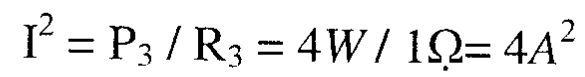 I² = P₃ / R₃ = 4W/ 1Ω= 4A²